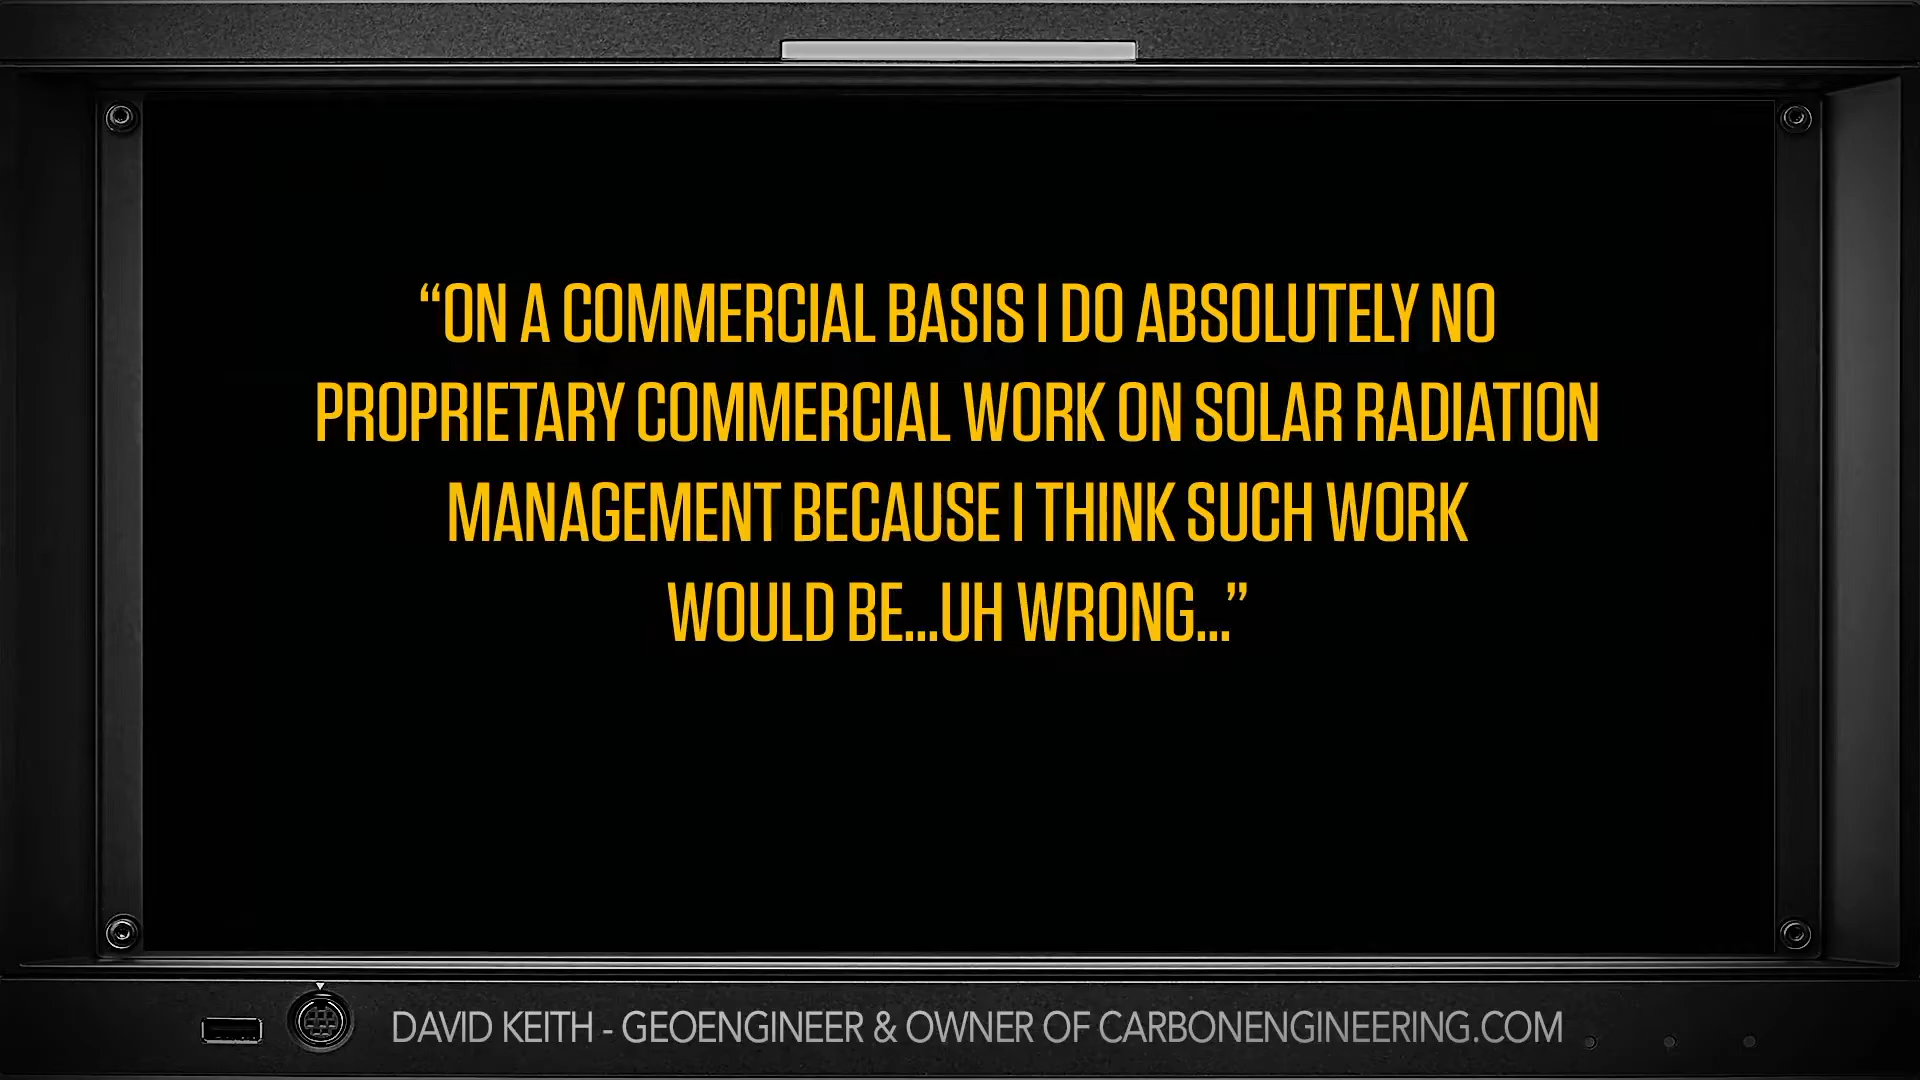 “ON A COMMERCIAL BASIS I DO ABSOLUTELY NO
PROPRIETARY COMMERCIAL WORK ON SOLAR RADIATION
MANAGEMENT BECAUSE I THINK SUCH WORK
WOULD BE...UH WRONG...”
DAVID KEITH - GEOENGINEER & OWNER OF CARBONENGINEERING.COM